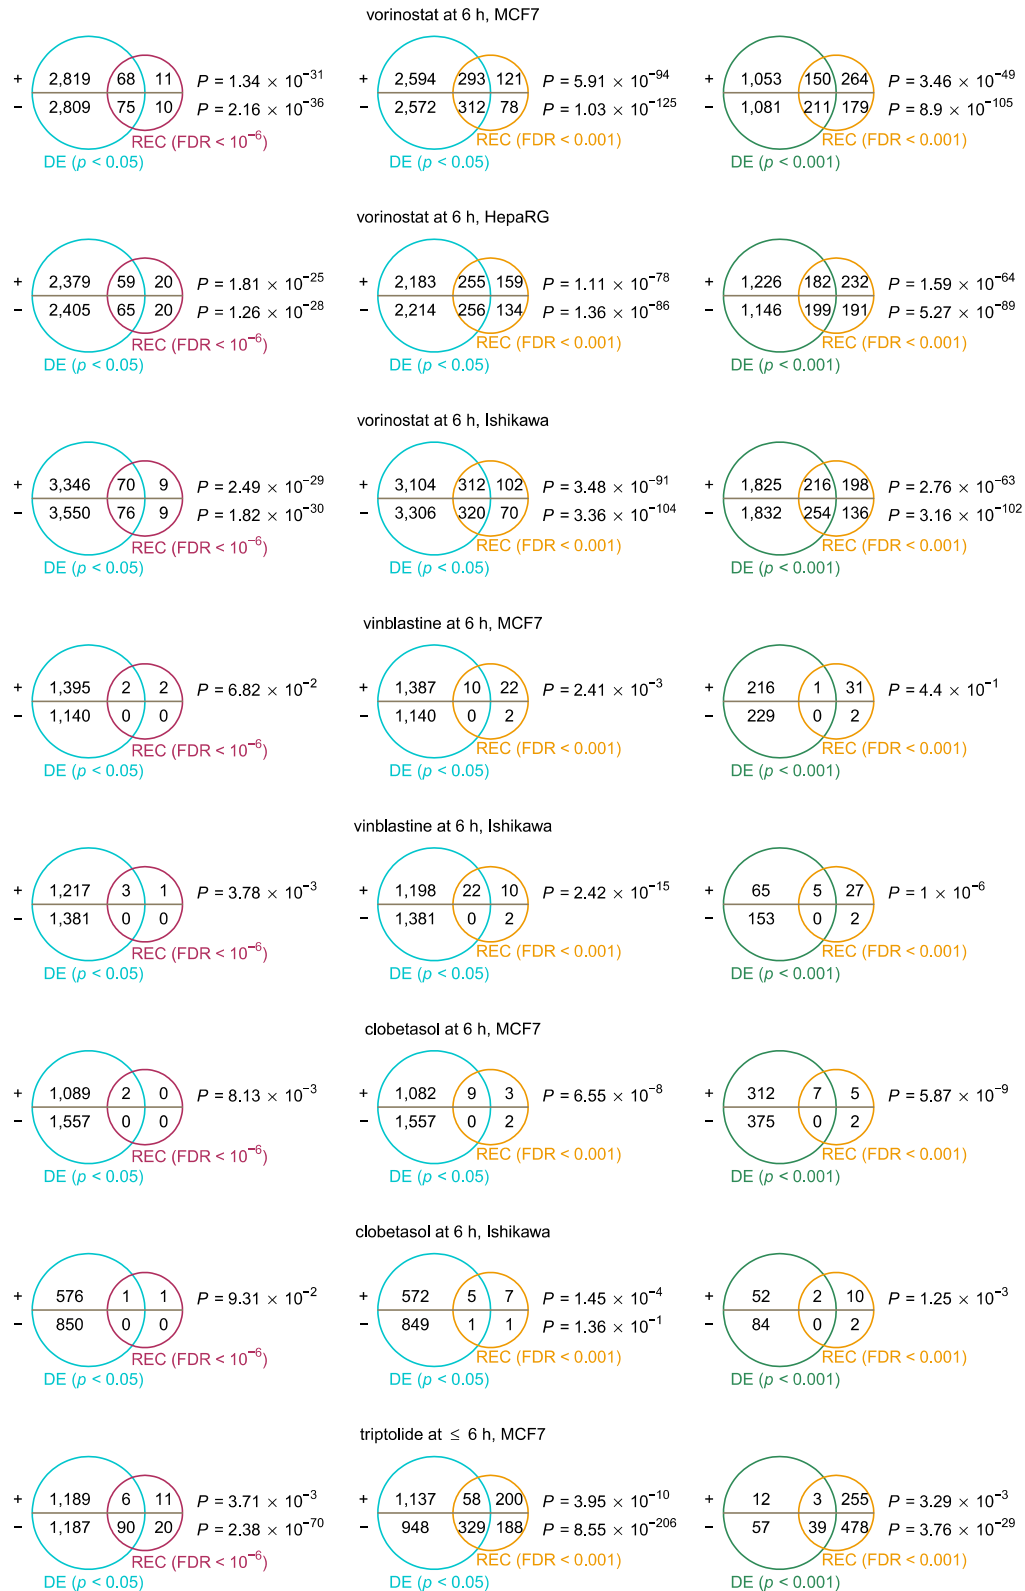 vorinostat at 6 h, MCF7
+ 2,819 68 11 P = 1.34 × 10⁻³¹
− 2,809 75 10 P = 2.16 × 10⁻³⁶
REC (FDR < 10⁻⁶)
DE (p < 0.05)
+ 2,594 293 121 P = 5.91 × 10⁻⁹⁴
− 2,572 312 78 P = 1.03 × 10⁻¹²⁵
REC (FDR < 0.001)
DE (p < 0.05)
+ 1,053 150 264 P = 3.46 × 10⁻⁴⁹
− 1,081 211 179 P = 8.9 × 10⁻¹⁰⁵
REC (FDR < 0.001)
DE (p < 0.001)
vorinostat at 6 h, HepaRG
+ 2,379 59 20 P = 1.81 × 10⁻²⁵
− 2,405 65 20 P = 1.26 × 10⁻²⁸
REC (FDR < 10⁻⁶)
DE (p < 0.05)
+ 2,183 255 159 P = 1.11 × 10⁻⁷⁸
− 2,214 256 134 P = 1.36 × 10⁻⁸⁶
REC (FDR < 0.001)
DE (p < 0.05)
+ 1,226 182 232 P = 1.59 × 10⁻⁶⁴
− 1,146 199 191 P = 5.27 × 10⁻⁸⁹
REC (FDR < 0.001)
DE (p < 0.001)
vorinostat at 6 h, Ishikawa
+ 3,346 70 9 P = 2.49 × 10⁻²⁹
− 3,550 76 9 P = 1.82 × 10⁻³⁰
REC (FDR < 10⁻⁶)
DE (p < 0.05)
+ 3,104 312 102 P = 3.48 × 10⁻⁹¹
− 3,306 320 70 P = 3.36 × 10⁻¹⁰⁴
REC (FDR < 0.001)
DE (p < 0.05)
+ 1,825 216 198 P = 2.76 × 10⁻⁶³
− 1,832 254 136 P = 3.16 × 10⁻¹⁰²
REC (FDR < 0.001)
DE (p < 0.001)
vinblastine at 6 h, MCF7
+ 1,395 2 2 P = 6.82 × 10⁻²
− 1,140 0 0
REC (FDR < 10⁻⁶)
DE (p < 0.05)
+ 1,387 10 22 P = 2.41 × 10⁻³
− 1,140 0 2
REC (FDR < 0.001)
DE (p < 0.05)
+ 216 1 31 P = 4.4 × 10⁻¹
− 229 0 2
REC (FDR < 0.001)
DE (p < 0.001)
vinblastine at 6 h, Ishikawa
+ 1,217 3 1 P = 3.78 × 10⁻³
− 1,381 0 0
REC (FDR < 10⁻⁶)
DE (p < 0.05)
+ 1,198 22 10 P = 2.42 × 10⁻¹⁵
− 1,381 0 2
REC (FDR < 0.001)
DE (p < 0.05)
+ 65 5 27 P = 1 × 10⁻⁶
− 153 0 2
REC (FDR < 0.001)
DE (p < 0.001)
clobetasol at 6 h, MCF7
+ 1,089 2 0 P = 8.13 × 10⁻³
− 1,557 0 0
REC (FDR < 10⁻⁶)
DE (p < 0.05)
+ 1,082 9 3 P = 6.55 × 10⁻⁸
− 1,557 0 2
REC (FDR < 0.001)
DE (p < 0.05)
+ 312 7 5 P = 5.87 × 10⁻⁹
− 375 0 2
REC (FDR < 0.001)
DE (p < 0.001)
clobetasol at 6 h, Ishikawa
+ 576 1 1 P = 9.31 × 10⁻²
− 850 0 0
REC (FDR < 10⁻⁶)
DE (p < 0.05)
+ 572 5 7 P = 1.45 × 10⁻⁴
− 849 1 1 P = 1.36 × 10⁻¹
REC (FDR < 0.001)
DE (p < 0.05)
+ 52 2 10 P = 1.25 × 10⁻³
− 84 0 2
REC (FDR < 0.001)
DE (p < 0.001)
triptolide at ≤ 6 h, MCF7
+ 1,189 6 11 P = 3.71 × 10⁻³
− 1,187 90 20 P = 2.38 × 10⁻⁷⁰
REC (FDR < 10⁻⁶)
DE (p < 0.05)
+ 1,137 58 200 P = 3.95 × 10⁻¹⁰
− 948 329 188 P = 8.55 × 10⁻²⁰⁶
REC (FDR < 0.001)
DE (p < 0.05)
+ 12 3 255 P = 3.29 × 10⁻³
− 57 39 478 P = 3.76 × 10⁻²⁹
REC (FDR < 0.001)
DE (p < 0.001)